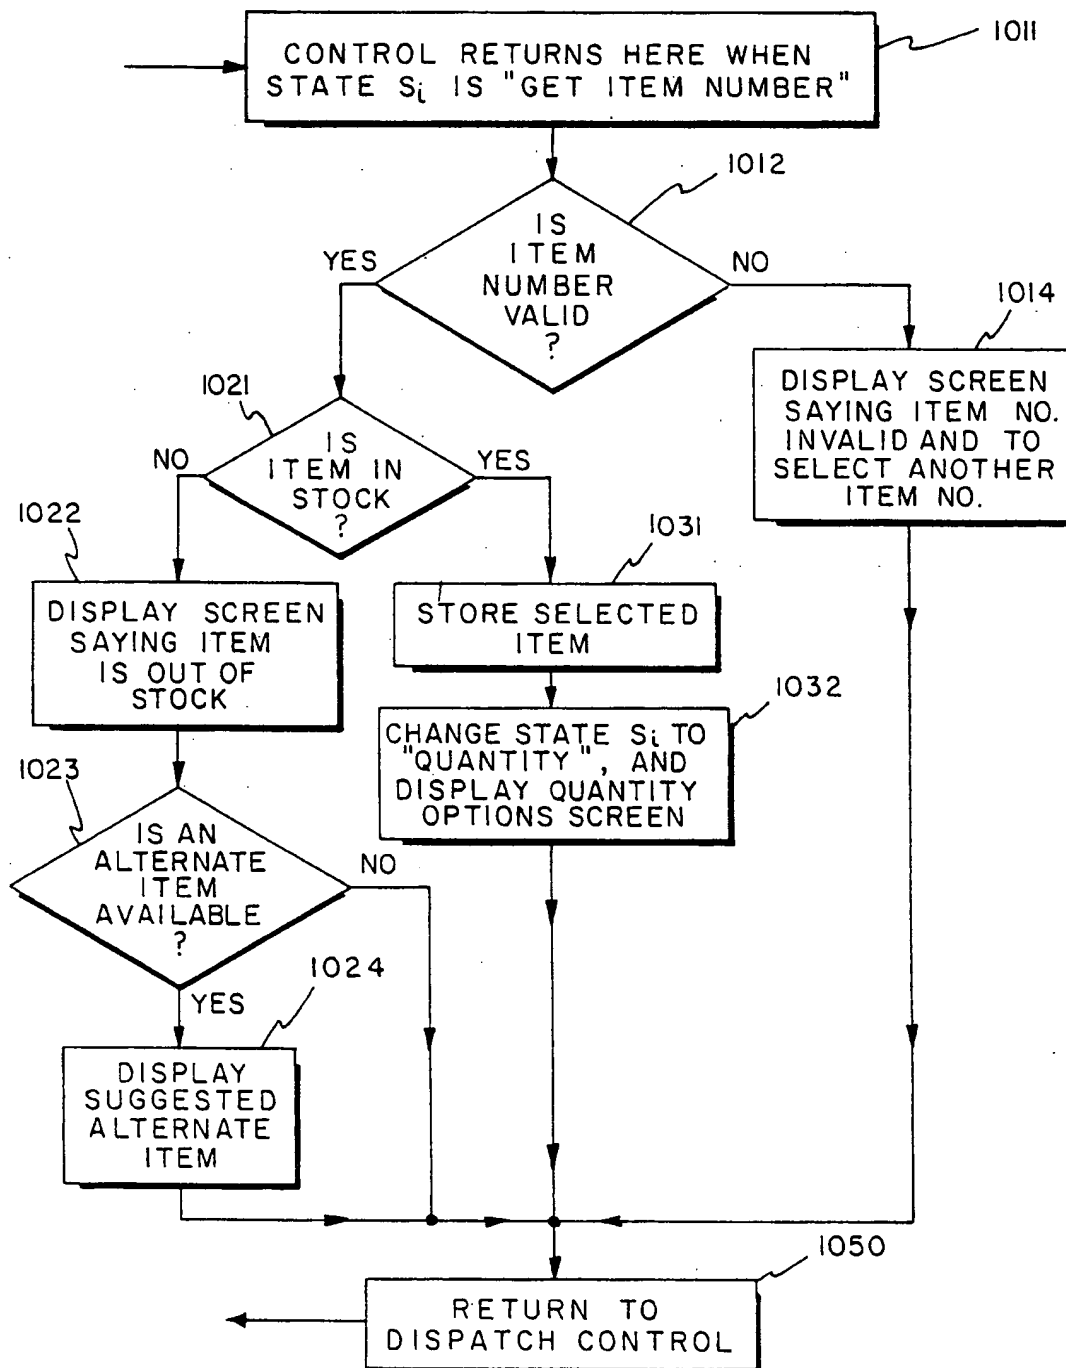 1011
CONTROL RETURNS HERE WHEN
STATE Si IS "GET ITEM NUMBER"
1012
IS
ITEM
NUMBER
VALID
?
YES
NO
1014
DISPLAY SCREEN
SAYING ITEM NO.
INVALID AND TO
SELECT ANOTHER
ITEM NO.
1021
IS
ITEM IN
STOCK
?
NO
YES
1022
DISPLAY SCREEN
SAYING ITEM
IS OUT OF
STOCK
1031
STORE SELECTED
ITEM
1032
CHANGE STATE Si TO
"QUANTITY", AND
DISPLAY QUANTITY
OPTIONS SCREEN
1023
IS AN
ALTERNATE
ITEM
AVAILABLE
?
NO
YES
1024
DISPLAY
SUGGESTED
ALTERNATE
ITEM
1050
RETURN TO
DISPATCH CONTROL